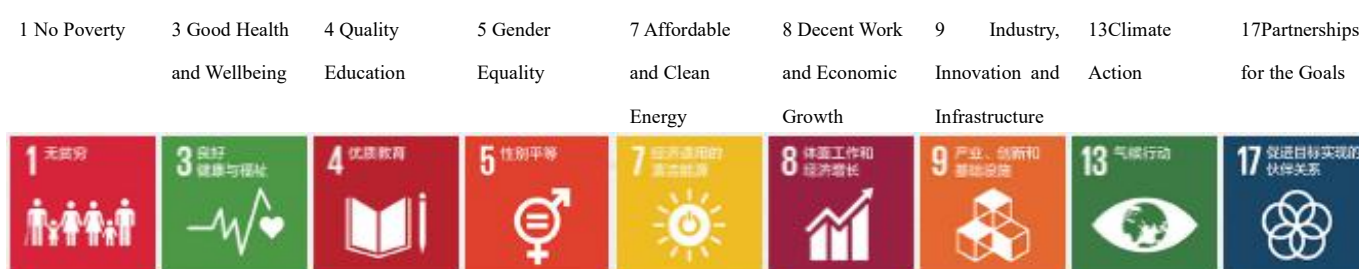 1 No Poverty
3 Good Health
and Wellbeing
4 Quality
Education
5 Gender
Equality
7 Affordable
and Clean
Energy
8 Decent Work
and Economic
Growth
9 Industry,
Innovation and
Infrastructure
13Climate
Action
17Partnerships
for the Goals
1 无贫穷
3 良好
健康与福祉
4 优质教育
5 性别平等
7 经济适用的
清洁能源
8 体面工作和
经济增长
9 产业、创新和
基础设施
13 气候行动
17 促进目标实现的
伙伴关系